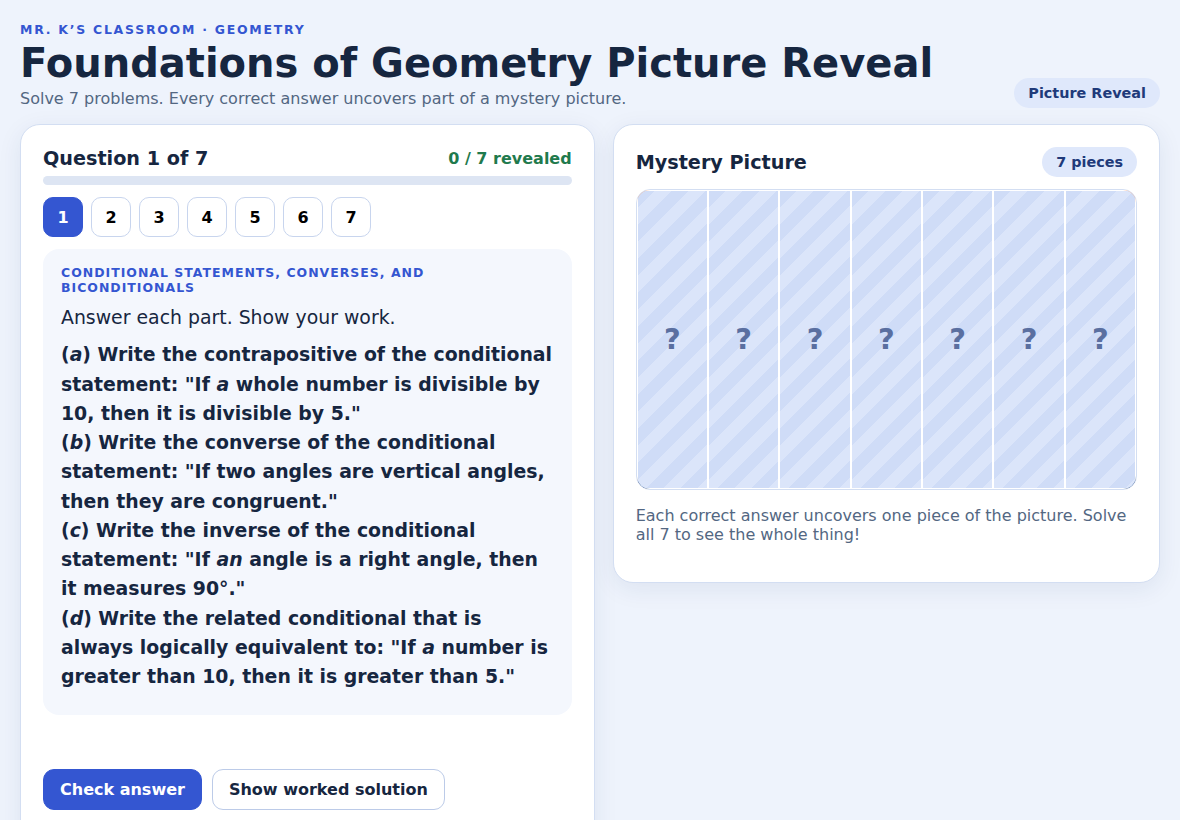 MR. K’S CLASSROOM · GEOMETRY
Foundations of Geometry Picture Reveal
Solve 7 problems. Every correct answer uncovers part of a mystery picture.
Picture Reveal
Question 1 of 7
0 / 7 revealed
1 2 3 4 5 6 7
CONDITIONAL STATEMENTS, CONVERSES, AND
BICONDITIONALS
Answer each part. Show your work.
(a) Write the contrapositive of the conditional
statement: "If a whole number is divisible by
10, then it is divisible by 5."
(b) Write the converse of the conditional
statement: "If two angles are vertical angles,
then they are congruent."
(c) Write the inverse of the conditional
statement: "If an angle is a right angle, then
it measures 90°."
(d) Write the related conditional that is
always logically equivalent to: "If a number is
greater than 10, then it is greater than 5."
Check answer
Show worked solution
Mystery Picture
7 pieces
? ? ? ? ? ? ?
Each correct answer uncovers one piece of the picture. Solve
all 7 to see the whole thing!